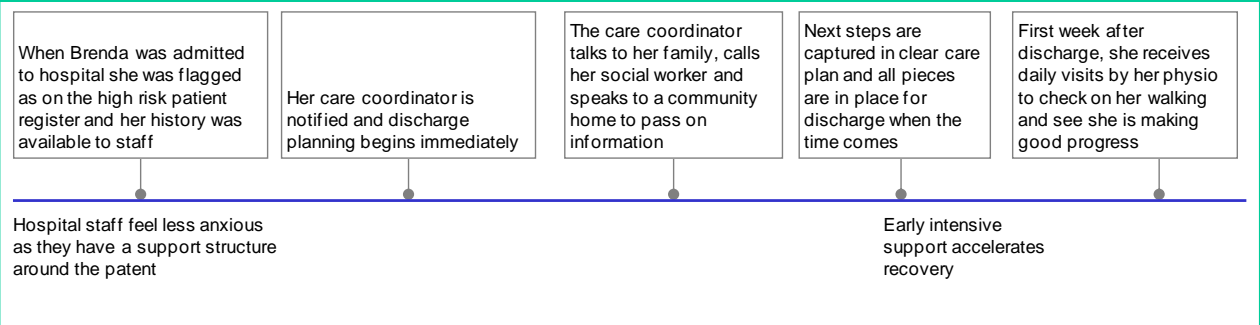 When Brenda was admitted
to hospital she was flagged
as on the high risk patient
register and her history was
available to staff
Her care coordinator is
notified and discharge
planning begins immediately
The care coordinator
talks to her family, calls
her social worker and
speaks to a community
home to pass on
information
Next steps are
captured in clear care
plan and all pieces
are in place for
discharge when the
time comes
First week after
discharge, she receives
daily visits by her physio
to check on her walking
and see she is making
good progress
Hospital staff feel less anxious
as they have a support structure
around the patent
Early intensive
support accelerates
recovery